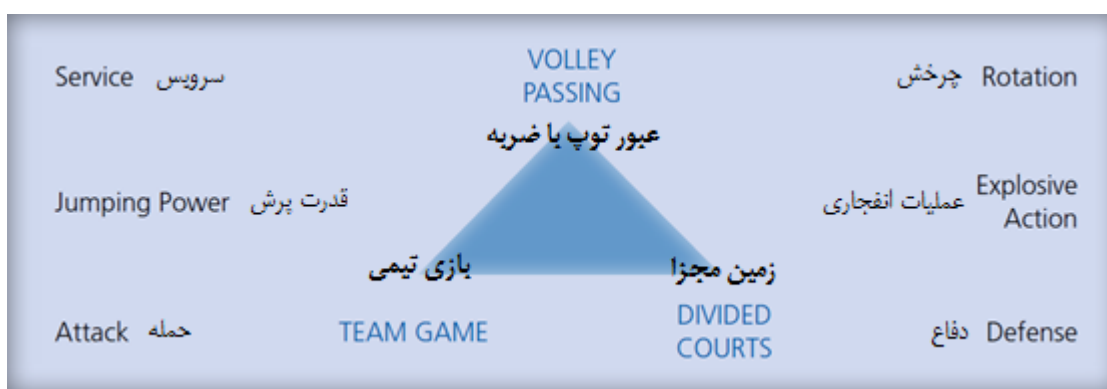 Service سرویس
VOLLEY
PASSING
چرخش Rotation
عبور توپ با ضربه
Jumping Power قدرت پرش
عملیات انفجاری Explosive
Action
بازی تیمی
زمین مجزا
Attack حمله
TEAM GAME
DIVIDED
COURTS
دفاع Defense